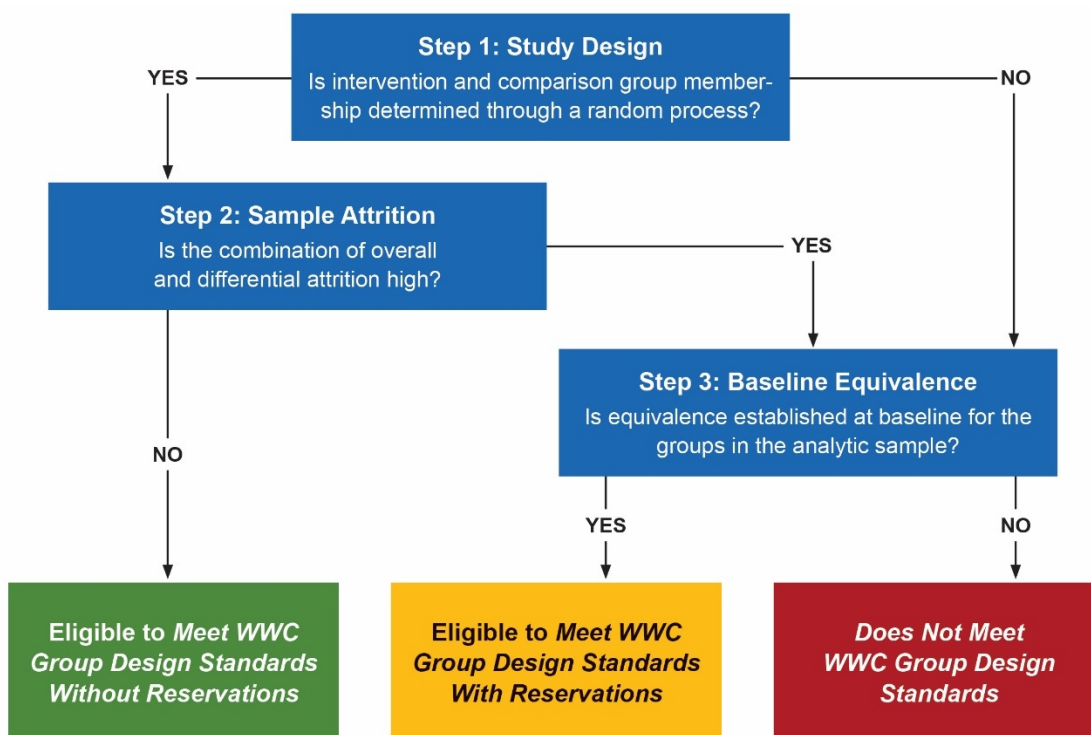 Step 1: Study Design
Is intervention and comparison group member-
ship determined through a random process?
YES
NO
Step 2: Sample Attrition
Is the combination of overall
and differential attrition high?
YES
NO
Step 3: Baseline Equivalence
Is equivalence established at baseline for the
groups in the analytic sample?
YES
NO
Eligible to Meet WWC
Group Design Standards
Without Reservations
Eligible to Meet WWC
Group Design Standards
With Reservations
Does Not Meet
WWC Group Design
Standards